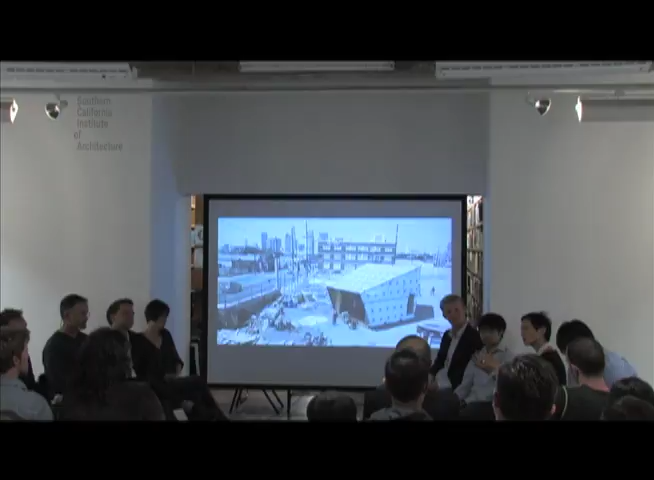 Southern
California
Institute
of
Architecture